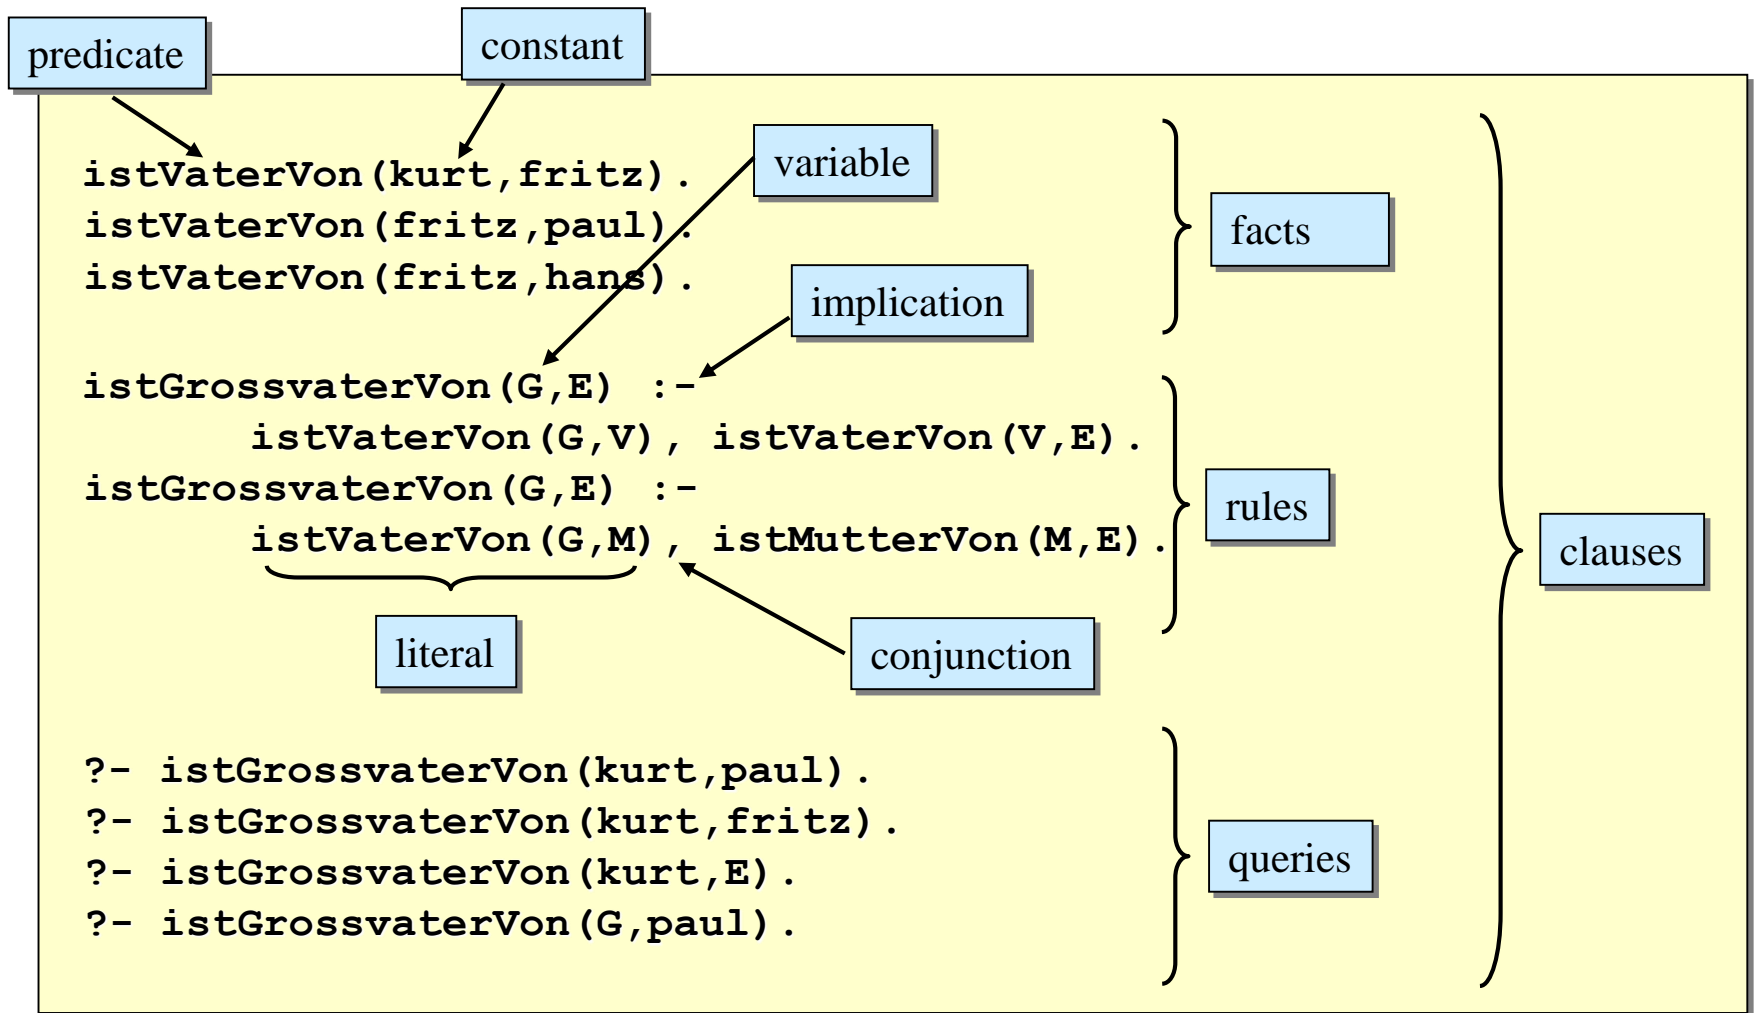 predicate
constant
istVaterVon(kurt,fritz).
variable
istVaterVon(fritz,paul).
facts
istVaterVon(fritz,hans).
implication
istGrossvaterVon(G,E) :-
istVaterVon(G,V), istVaterVon(V,E).
istGrossvaterVon(G,E) :-
rules
istVaterVon(G,M), istMutterVon(M,E).
clauses
literal
conjunction
?- istGrossvaterVon(kurt,paul).
?- istGrossvaterVon(kurt,fritz).
?- istGrossvaterVon(kurt,E).
queries
?- istGrossvaterVon(G,paul).